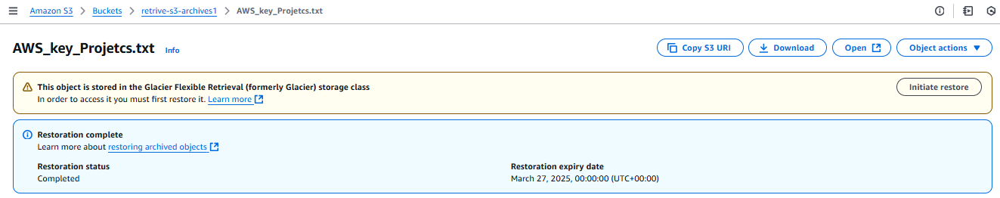 Amazon S3 > Buckets > retrive-s3-archives1 > AWS_key_Projetcs.txt
AWS_key_Projetcs.txt Info Copy S3 URI Download Open Object actions
This object is stored in the Glacier Flexible Retrieval (formerly Glacier) storage class
In order to access it you must first restore it. Learn more
Initiate restore
Restoration complete
Learn more about restoring archived objects
Restoration status
Completed
Restoration expiry date
March 27, 2025, 00:00:00 (UTC+00:00)